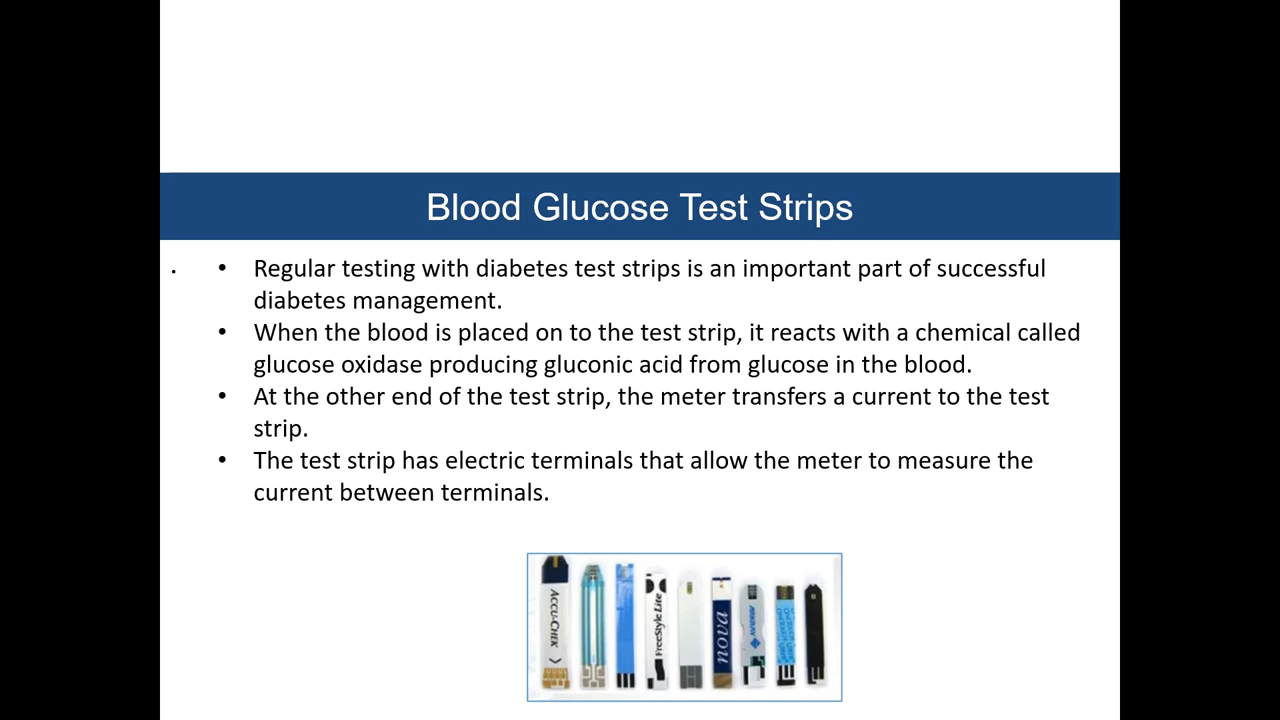 Blood Glucose Test Strips
. • Regular testing with diabetes test strips is an important part of successful
diabetes management.
• When the blood is placed on to the test strip, it reacts with a chemical called
glucose oxidase producing gluconic acid from glucose in the blood.
• At the other end of the test strip, the meter transfers a current to the test
strip.
• The test strip has electric terminals that allow the meter to measure the
current between terminals.
ACCU-CHEK
FreeStyle Lite
nova